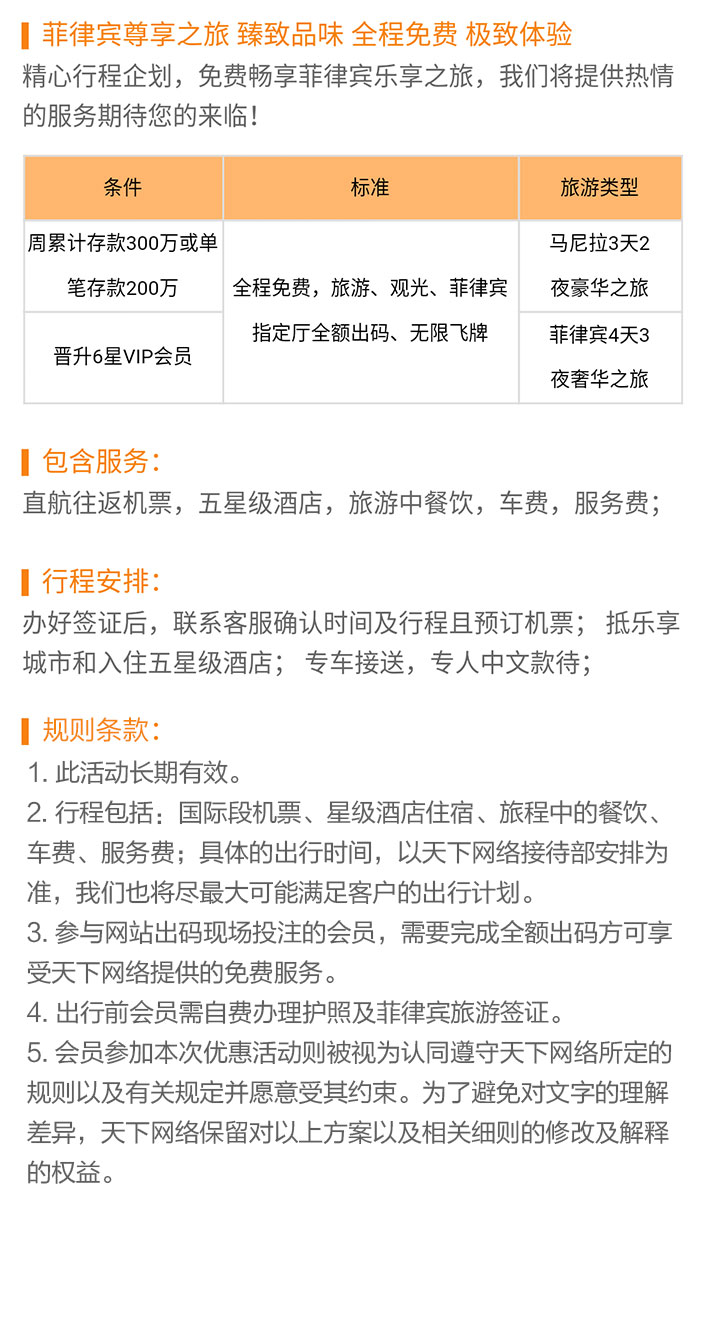 菲律宾尊享之旅 臻致品味 全程免费 极致体验
精心行程企划，免费畅享菲律宾乐享之旅，我们将提供热情
的服务期待您的来临！
条件 标准 旅游类型
周累计存款300万或单
笔存款200万
全程免费，旅游、观光、菲律宾
指定厅全额出码、无限飞牌
马尼拉3天2
夜豪华之旅
晋升6星VIP会员
菲律宾4天3
夜奢华之旅
包含服务：
直航往返机票，五星级酒店，旅游中餐饮，车费，服务费；
行程安排：
办好签证后，联系客服确认时间及行程且预订机票； 抵乐享
城市和入住五星级酒店； 专车接送，专人中文款待；
规则条款：
1. 此活动长期有效。
2. 行程包括：国际段机票、星级酒店住宿、旅程中的餐饮、
车费、服务费；具体的出行时间，以天下网络接待部安排为
准，我们也将尽最大可能满足客户的出行计划。
3. 参与网站出码现场投注的会员，需要完成全额出码方可享
受天下网络提供的免费服务。
4. 出行前会员需自费办理护照及菲律宾旅游签证。
5. 会员参加本次优惠活动则被视为认同遵守天下网络所定的
规则以及有关规定并愿意受其约束。为了避免对文字的理解
差异，天下网络保留对以上方案以及相关细则的修改及解释
的权益。